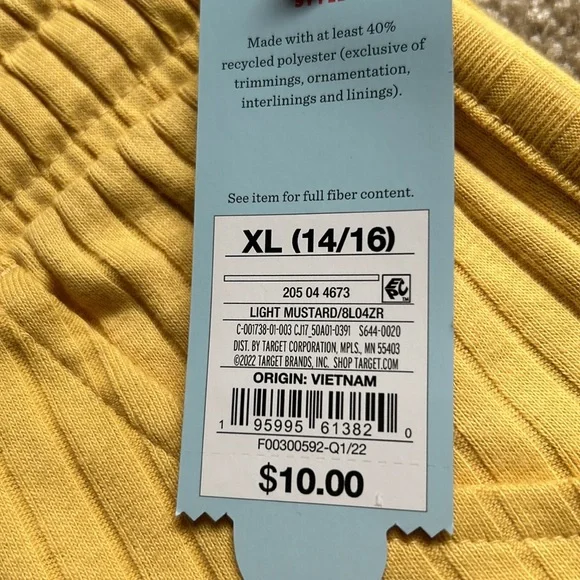 STYLE
Made with at least 40%
recycled polyester (exclusive of
trimmings, ornamentation,
interlinings and linings).
See item for full fiber content.
XL (14/16)
205 04 4673
EPC™
LIGHT MUSTARD/8L04ZR
C-001738-01-003 CJ17_50A01-0391 S644-0020
DIST. BY TARGET CORPORATION, MPLS., MN 55403
©2022 TARGET BRANDS, INC. SHOP TARGET.COM
ORIGIN: VIETNAM
1 95995 61382 0
F00300592-Q1/22
$10.00